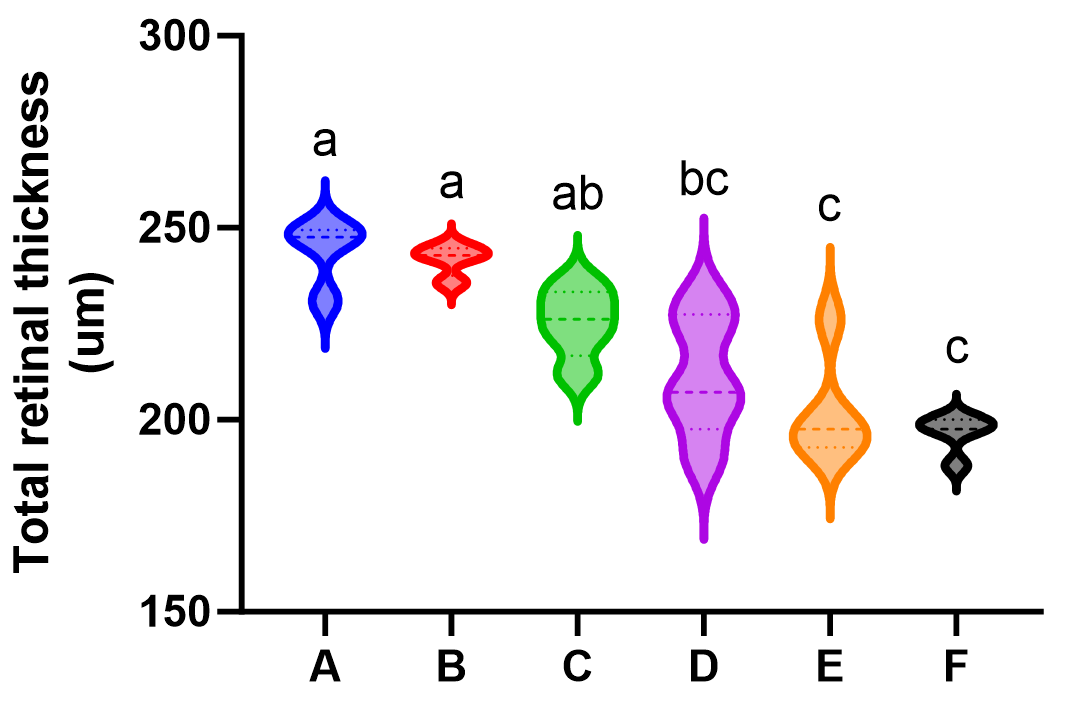 Total retinal thickness
(um)
300
250
200
150
a
a
ab
bc
c
c
A B C D E F